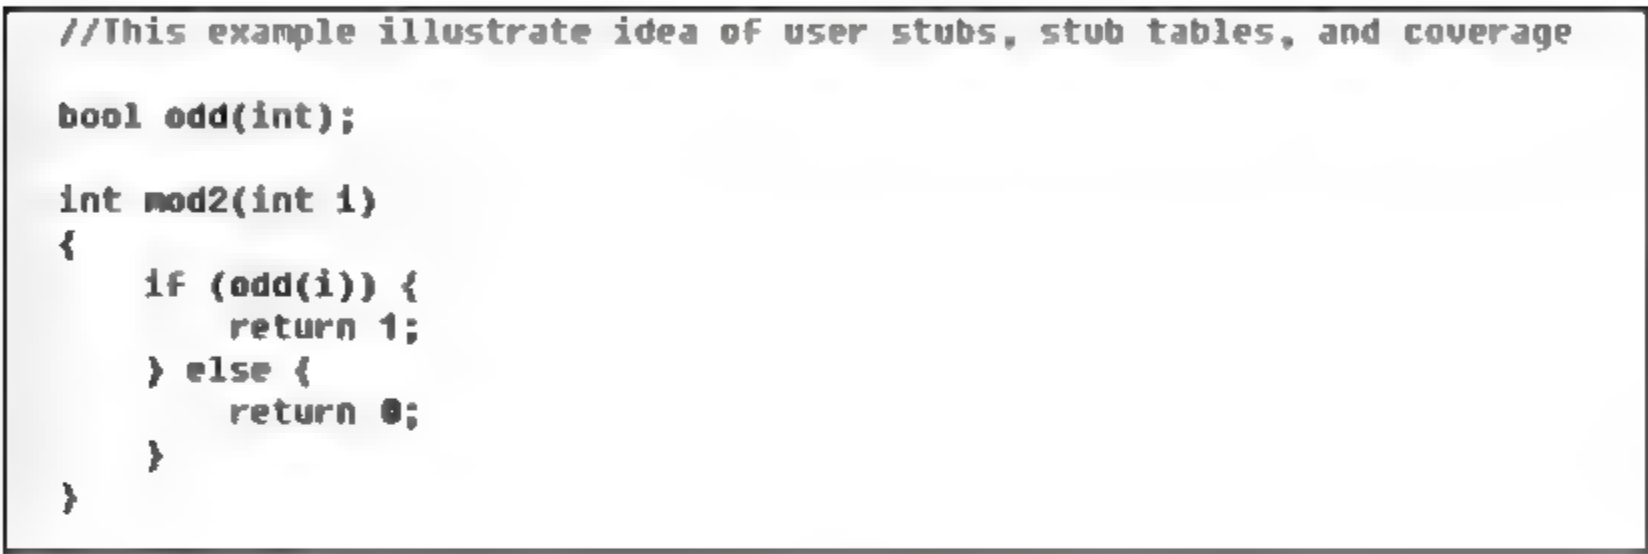 //This example illustrate idea of user stubs, stub tables, and coverage
bool odd(int);
int mod2(int i)
{
if (odd(i)) {
return 1;
} else {
return 0;
}
}